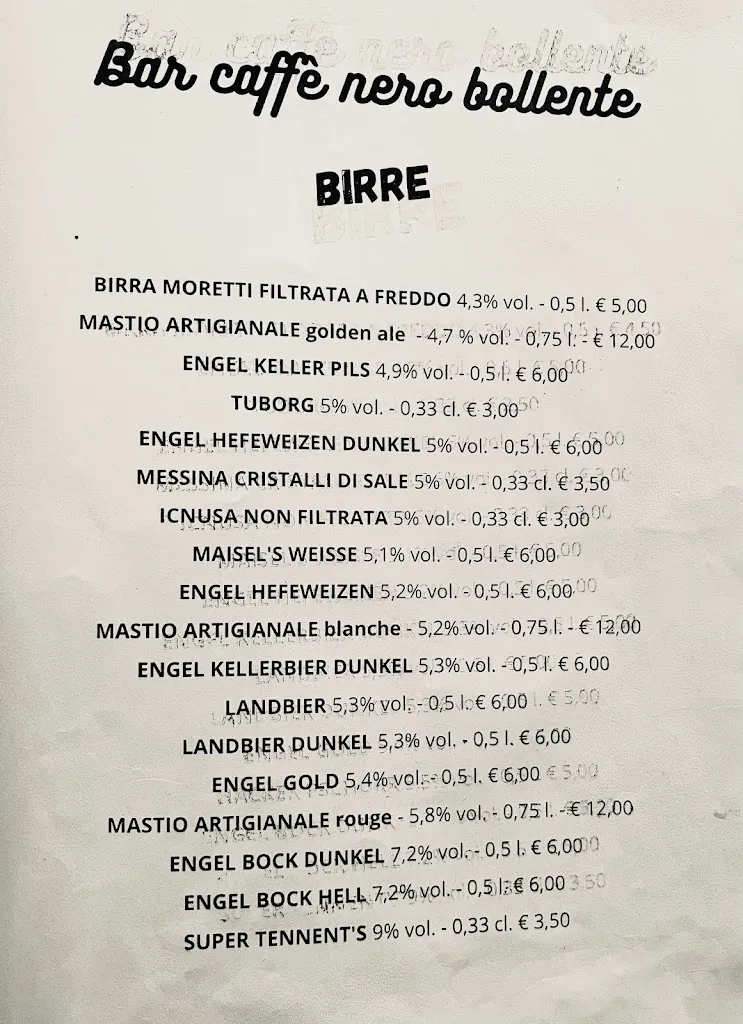 Bar caffè nero bollente
BIRRE
BIRRA MORETTI FILTRATA A FREDDO 4,3% vol. - 0,5 l. € 5,00
MASTIO ARTIGIANALE golden ale - 4,7 % vol. - 0,75 l. - € 12,00
ENGEL KELLER PILS 4,9% vol. - 0,5 l. € 6,00
TUBORG 5% vol. - 0,33 cl. € 3,00
ENGEL HEFEWEIZEN DUNKEL 5% vol. - 0,5 l. € 6,00
MESSINA CRISTALLI DI SALE 5% vol. - 0,33 cl. € 3,50
ICNUSA NON FILTRATA 5% vol. - 0,33 cl. € 3,00
MAISEL'S WEISSE 5,1% vol. - 0,5 l. € 6,00
ENGEL HEFEWEIZEN 5,2% vol. - 0,5 l. € 6,00
MASTIO ARTIGIANALE blanche - 5,2% vol. - 0,75 l. - € 12,00
ENGEL KELLERBIER DUNKEL 5,3% vol. - 0,5 l. € 6,00
LANDBIER 5,3% vol. - 0,5 l. € 6,00
LANDBIER DUNKEL 5,3% vol. - 0,5 l. € 6,00
ENGEL GOLD 5,4% vol. - 0,5 l. € 6,00
MASTIO ARTIGIANALE rouge - 5,8% vol. - 0,75 l. - € 12,00
ENGEL BOCK DUNKEL 7,2% vol. - 0,5 l. € 6,00
ENGEL BOCK HELL 7,2% vol. - 0,5 l. € 6,00
SUPER TENNENT'S 9% vol. - 0,33 cl. € 3,50